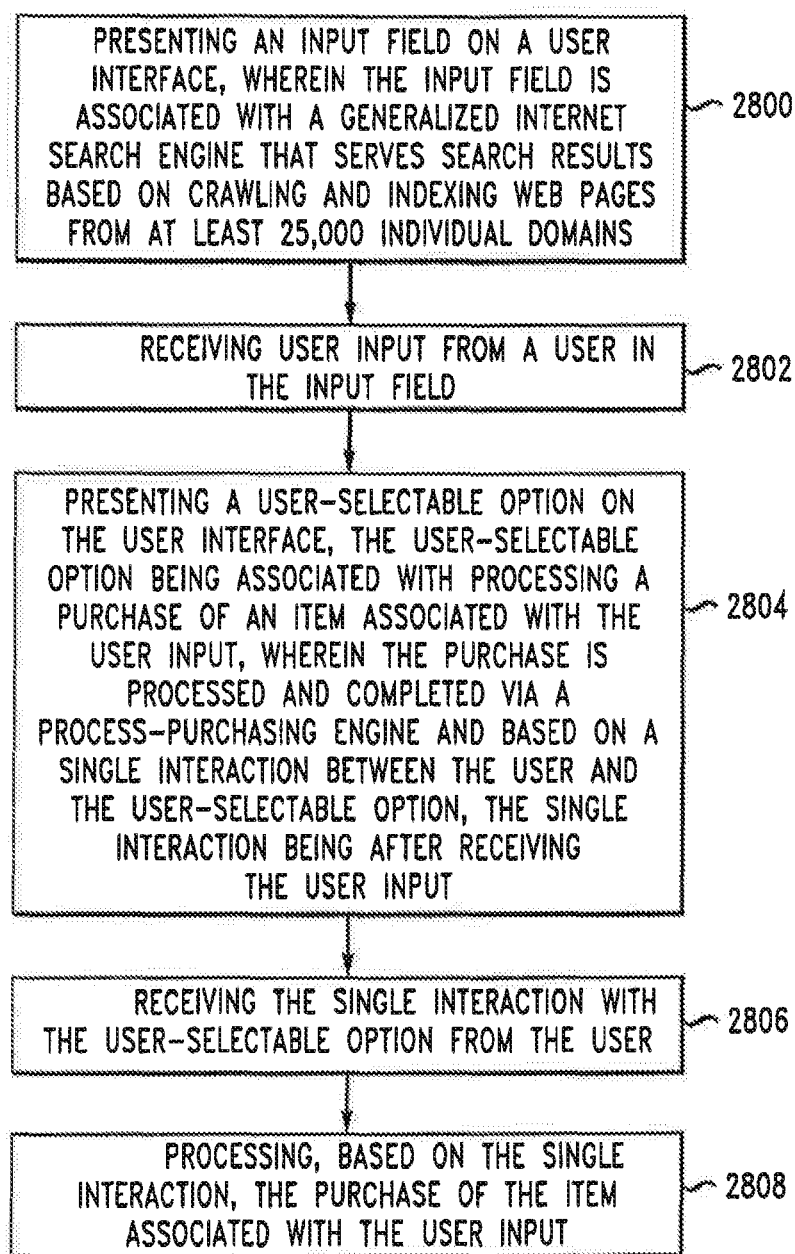 PRESENTING AN INPUT FIELD ON A USER
INTERFACE, WHEREIN THE INPUT FIELD IS
ASSOCIATED WITH A GENERALIZED INTERNET
SEARCH ENGINE THAT SERVES SEARCH RESULTS
BASED ON CRAWLING AND INDEXING WEB PAGES
FROM AT LEAST 25,000 INDIVIDUAL DOMAINS
2800
RECEIVING USER INPUT FROM A USER IN
THE INPUT FIELD
2802
PRESENTING A USER-SELECTABLE OPTION ON
THE USER INTERFACE, THE USER-SELECTABLE
OPTION BEING ASSOCIATED WITH PROCESSING A
PURCHASE OF AN ITEM ASSOCIATED WITH THE
USER INPUT, WHEREIN THE PURCHASE IS
PROCESSED AND COMPLETED VIA A
PROCESS-PURCHASING ENGINE AND BASED ON A
SINGLE INTERACTION BETWEEN THE USER AND
THE USER-SELECTABLE OPTION, THE SINGLE
INTERACTION BEING AFTER RECEIVING
THE USER INPUT
2804
RECEIVING THE SINGLE INTERACTION WITH
THE USER-SELECTABLE OPTION FROM THE USER
2806
PROCESSING, BASED ON THE SINGLE
INTERACTION, THE PURCHASE OF THE ITEM
ASSOCIATED WITH THE USER INPUT
2808